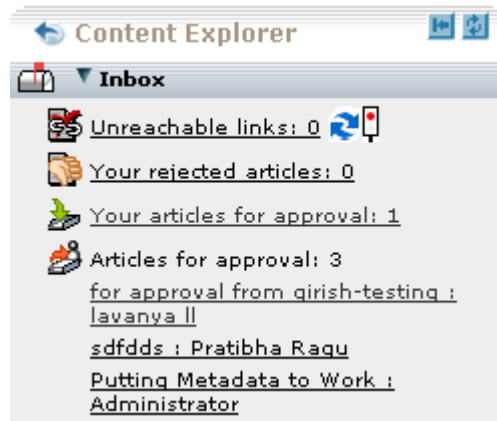 Content Explorer
Inbox
Unreachable links: 0
Your rejected articles: 0
Your articles for approval: 1
Articles for approval: 3
for approval from girish-testing :
lavanya ll
sdfdds : Pratibha Ragu
Putting Metadata to Work :
Administrator